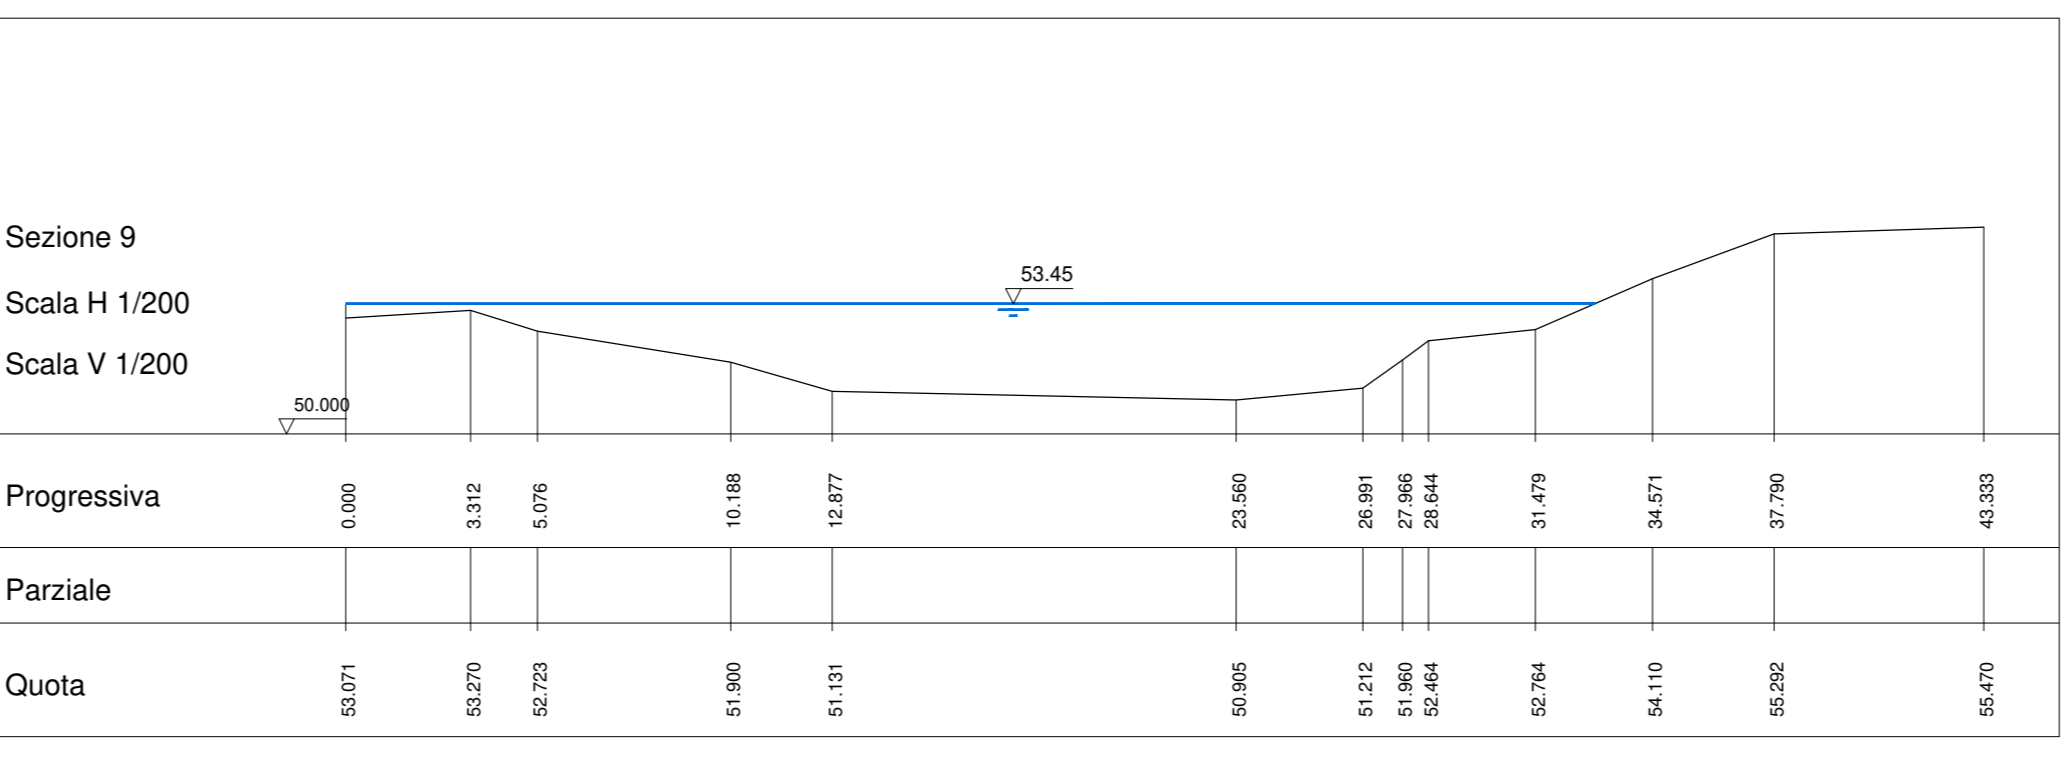 Sezione 9
53.45
Scala H 1/200
Scala V 1/200
50.000
Progressiva
0.000 3.312 5.076 10.188 12.877 23.560 26.991 27.966 28.644 31.479 34.571 37.790 43.333
Parziale
Quota
53.071 53.270 52.723 51.900 51.131 50.905 51.212 51.960 52.464 52.764 54.110 55.292 55.470